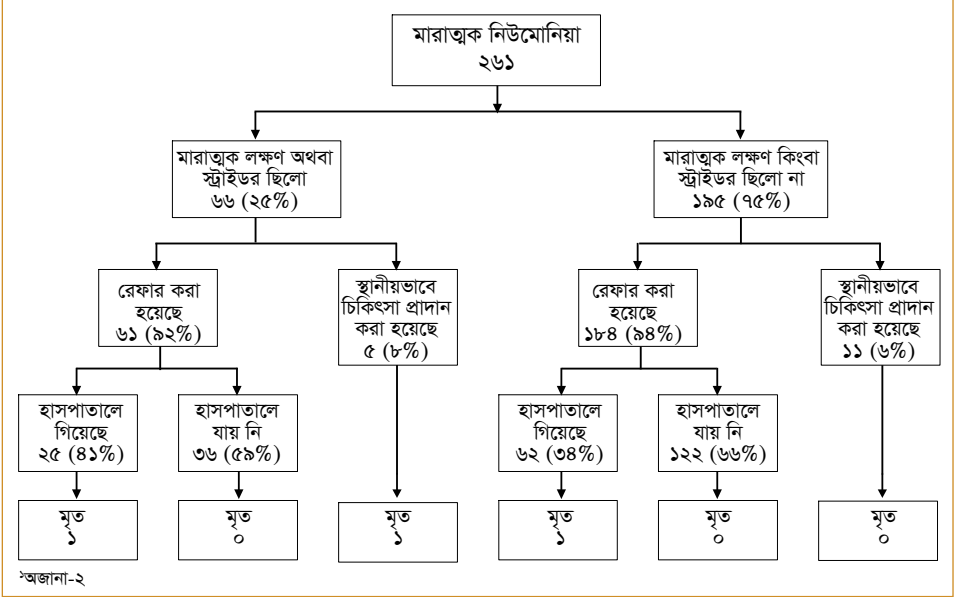 মারাত্মক নিউমোনিয়া
২৬১
মারাত্মক লক্ষণ অথবা
স্ট্রাইডর ছিলো
৬৬ (২৫%)
মারাত্মক লক্ষণ কিংবা
স্ট্রাইডর ছিলো না
১৯৫ (৭৫%)
রেফার করা
হয়েছে
৬১ (৯২%)
স্থানীয়ভাবে
চিকিৎসা প্রাদান
করা হয়েছে
৫ (৮%)
রেফার করা
হয়েছে
১৮৪ (৯৪%)
স্থানীয়ভাবে
চিকিৎসা প্রাদান
করা হয়েছে
১১ (৬%)
হাসপাতালে
গিয়েছে
২৫ (৪১%)
হাসপাতালে
যায় নি
৩৬ (৫৯%)
হাসপাতালে
গিয়েছে
৬২ (৩৪%)
হাসপাতালে
যায় নি
১২২ (৬৬%)
মৃত
১
মৃত
০
মৃত
১
মৃত
১
মৃত
০
মৃত
০
১অজানা-২